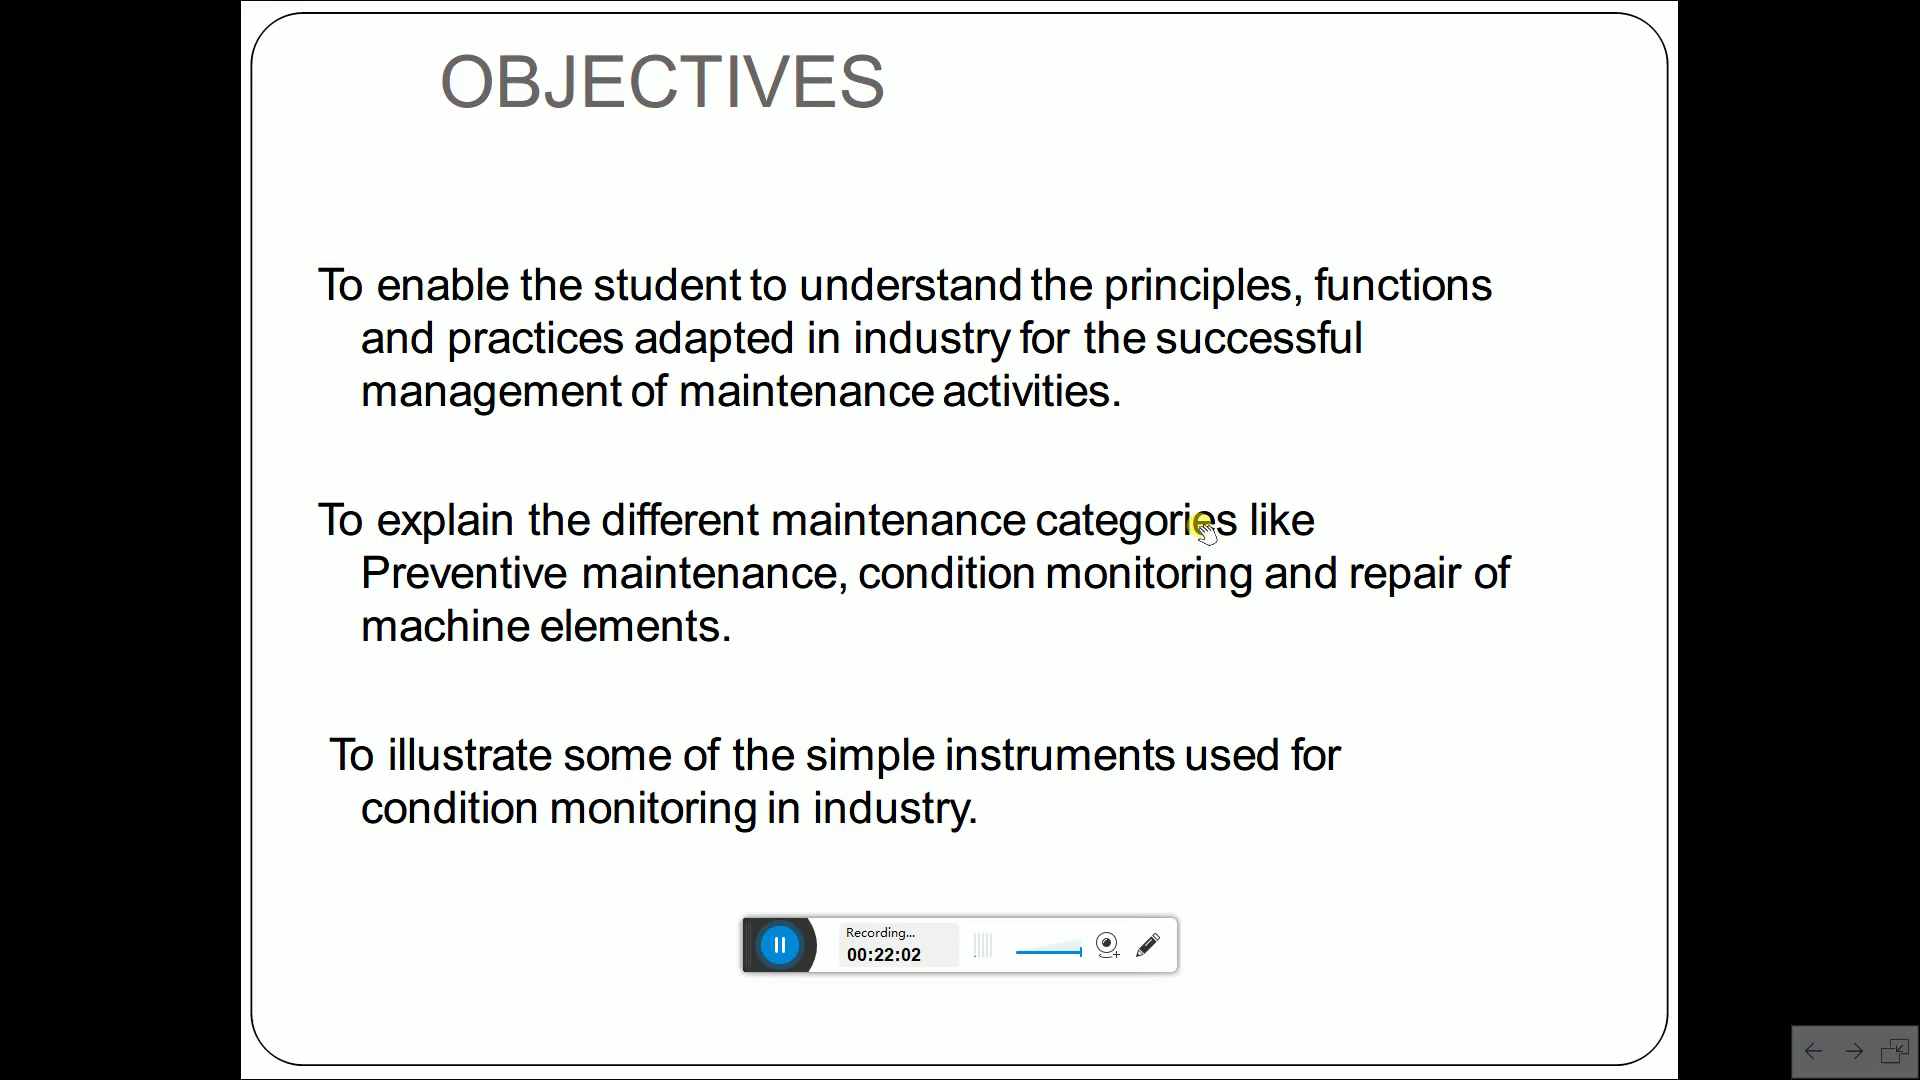 OBJECTIVES
To enable the student to understand the principles, functions
and practices adapted in industry for the successful
management of maintenance activities.
To explain the different maintenance categories like
Preventive maintenance, condition monitoring and repair of
machine elements.
To illustrate some of the simple instruments used for
condition monitoring in industry.
Recording...
00:22:02